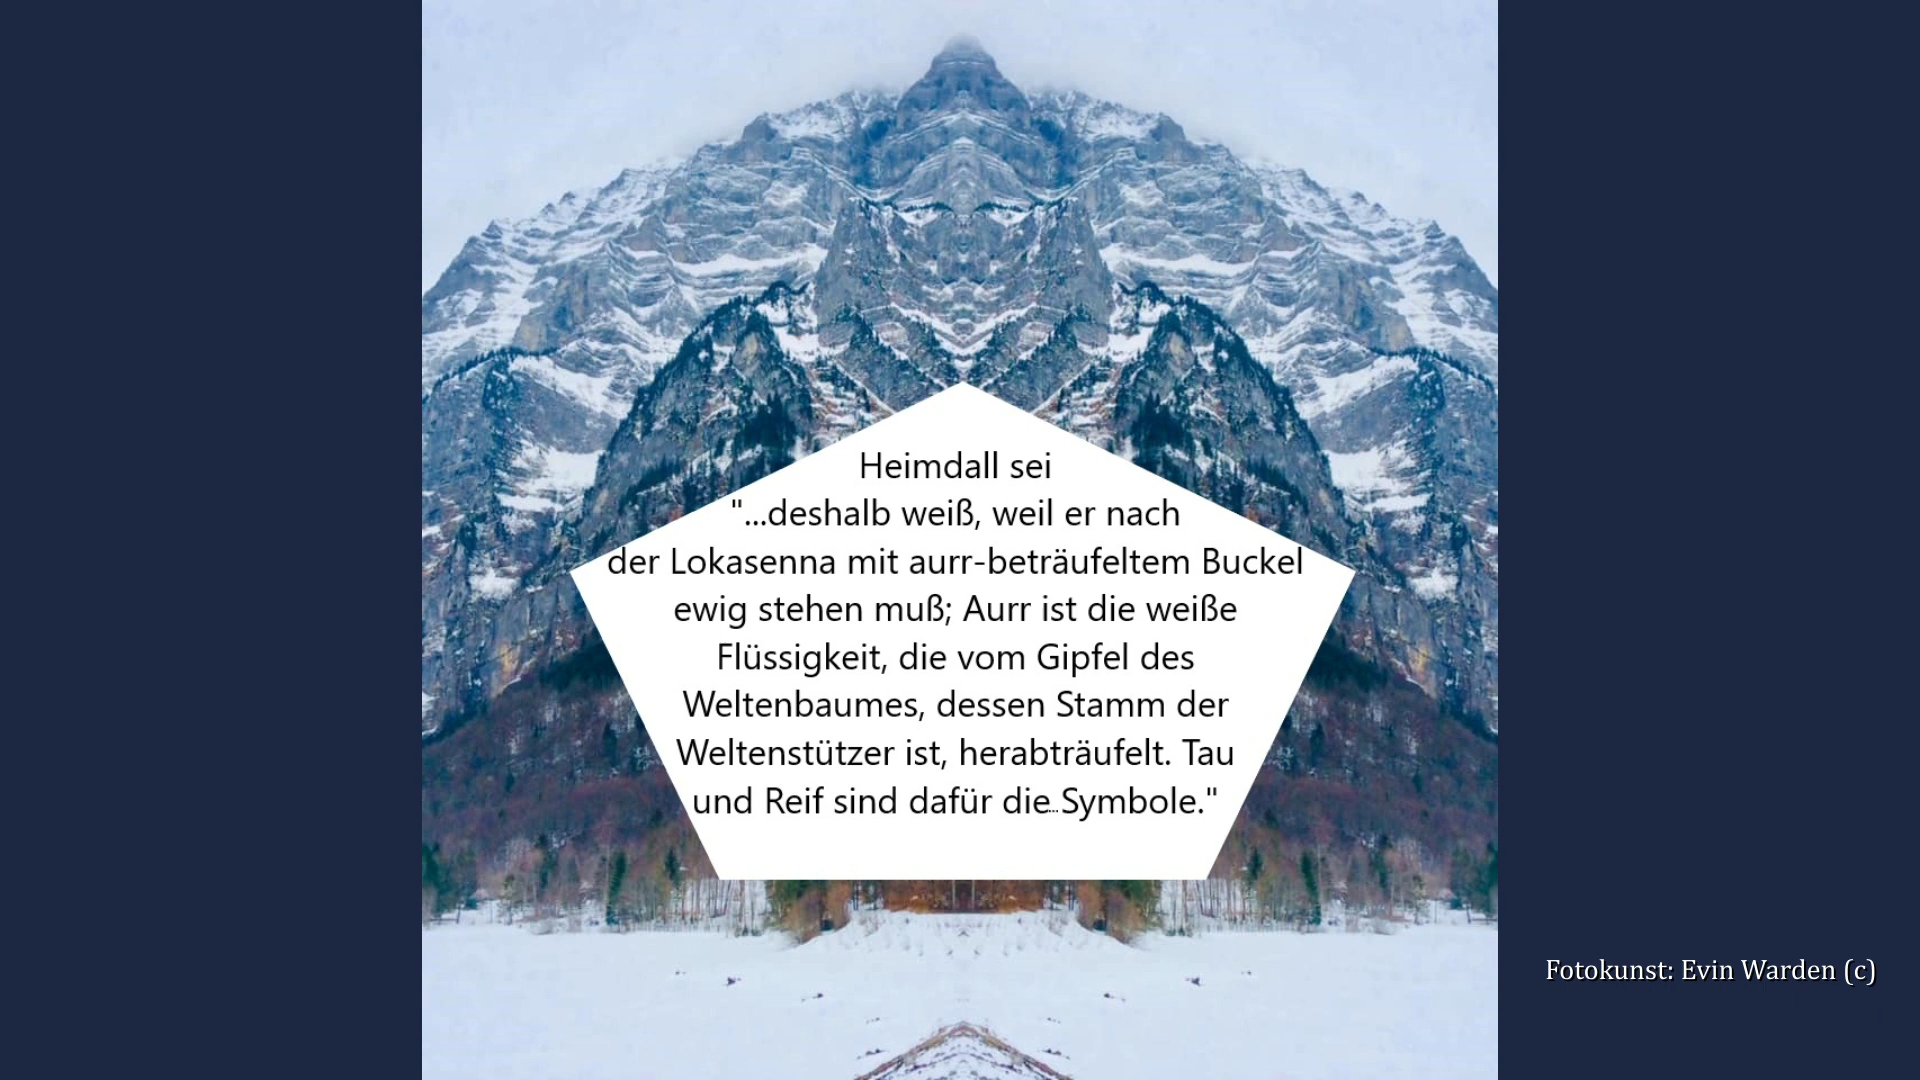 Heimdall sei
"...deshalb weiß, weil er nach
der Lokasenna mit aurr-beträufeltem Buckel
ewig stehen muß; Aurr ist die weiße
Flüssigkeit, die vom Gipfel des
Weltenbaumes, dessen Stamm der
Weltenstützer ist, herabträufelt. Tau
und Reif sind dafür die...Symbole."
Fotokunst: Evin Warden (c)